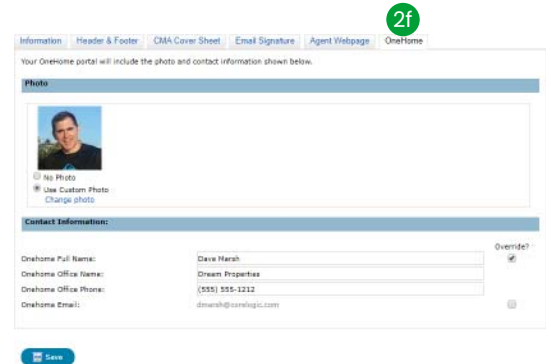 2f
Information Header & Footer CMA Cover Sheet Email Signature Agent Webpage OneHome
Your OneHome portal will include the photo and contact information shown below.
Photo
No Photo
Use Custom Photo
Change photo
Contact Information:
Override?
Onehome Full Name: Dave Marsh
Onehome Office Name: Dream Properties
Onehome Office Phone: (555) 555-1212
Onehome Email: dmarsh@corelogic.com
Save